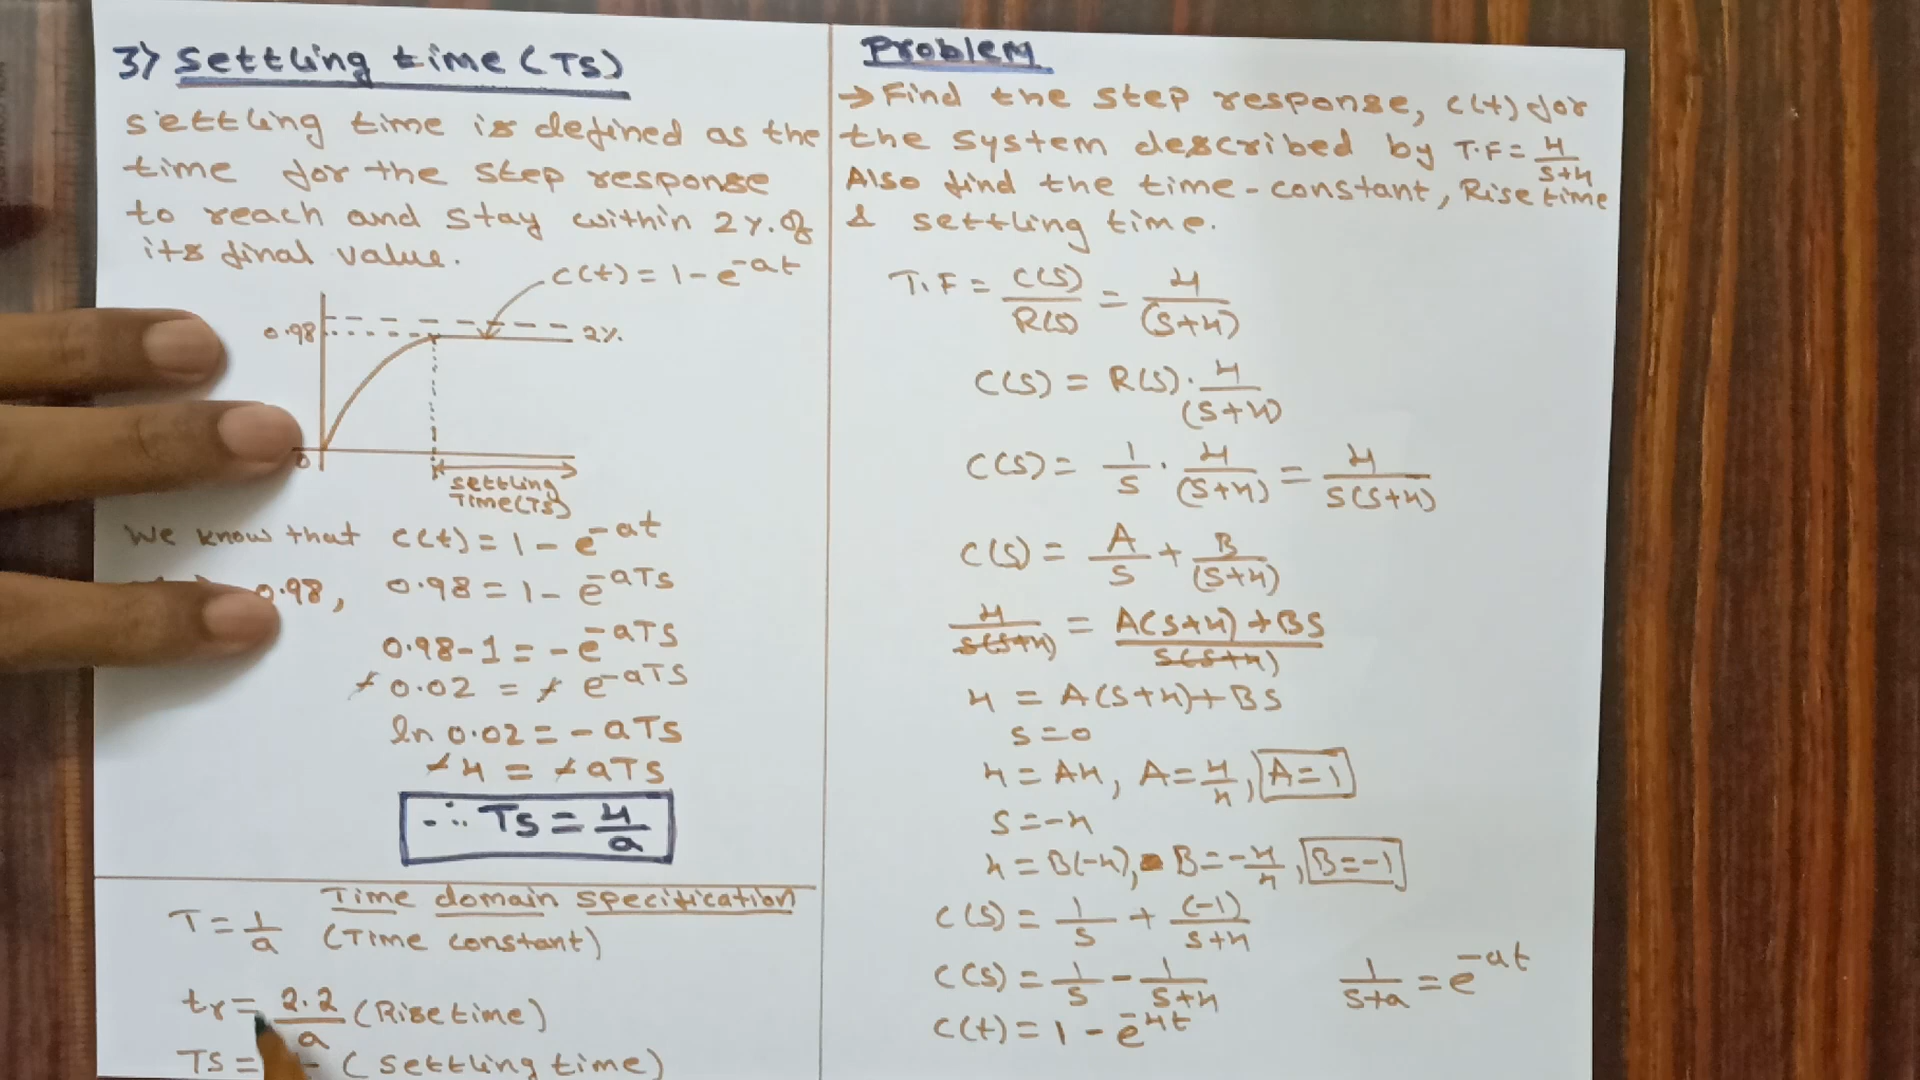 3) Settling time (Ts)
settling time is defined as the
time for the step response
to reach and stay within 2%. of
its final value.
c(t) = 1 - e^-at
0.98
2%.
0
settling
Time(Ts)
We know that c(t) = 1 - e^-at
0.98, 0.98 = 1 - e^-aTs
0.98 - 1 = - e^-aTs
- 0.02 = - e^-aTs
ln 0.02 = - aTs
- 4 = - aTs
∴ Ts = 4/a
Time domain specification
T = 1/a (Time constant)
tr = 2.2/a (Rise time)
Ts = (settling time)
Problem
→ Find the step response, c(t) for
the system described by T.F = 4/(s+4)
Also find the time-constant, Rise time
& settling time.
T.F = C(s)/R(s) = 4/(s+4)
C(s) = R(s) · 4/(s+4)
C(s) = 1/s · 4/(s+4) = 4/s(s+4)
C(s) = A/s + B/(s+4)
4/s(s+4) = A(s+4)+BS/s(s+4)
4 = A(s+4)+BS
s=0
4 = A4, A = 4/4, A=1
s=-4
4 = B(-4), B = -4/4, B=-1
C(s) = 1/s + (-1)/s+4
C(s) = 1/s - 1/s+4
1/s+a = e^-at
c(t) = 1 - e^-4t